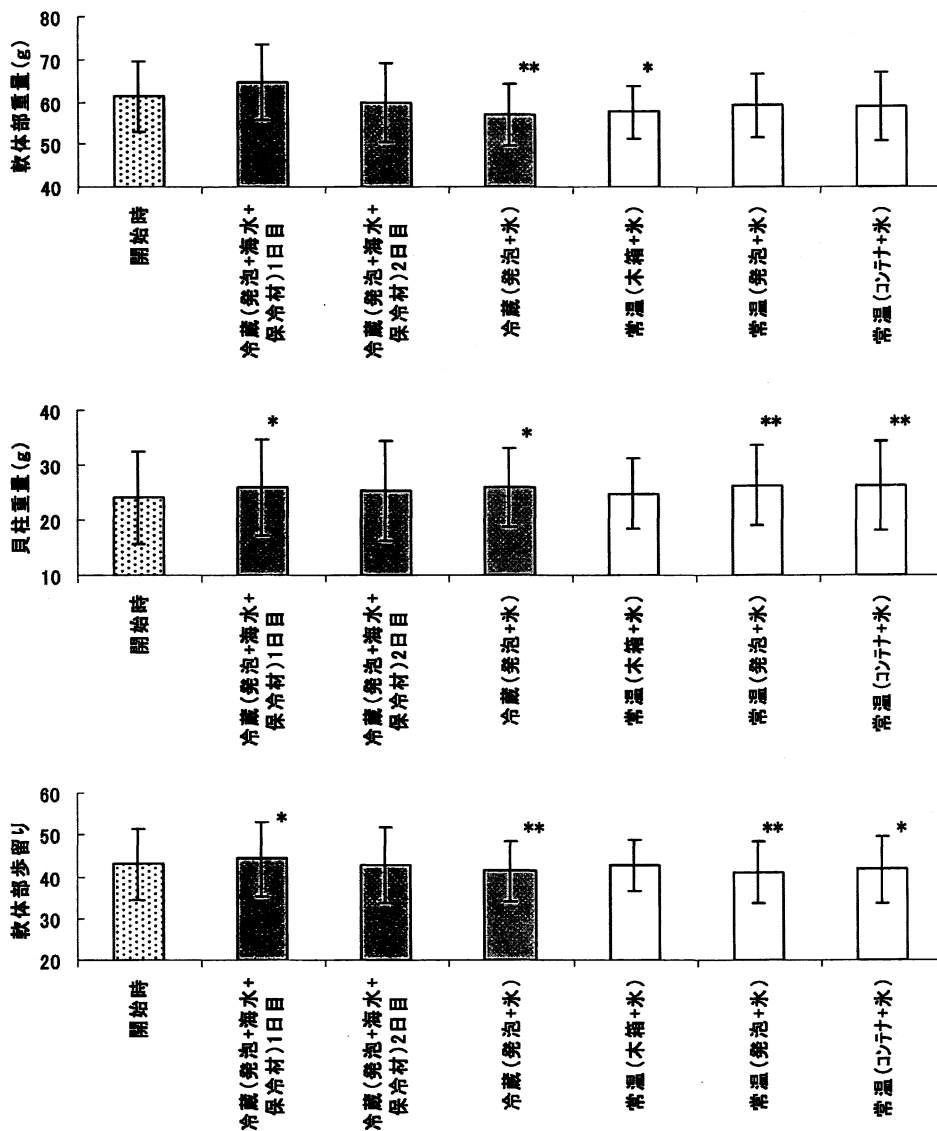 軟体部重量(g)
80
70
60
50
40
**
*
開始時
冷蔵(発泡+海水+
保冷材)1日目
冷蔵(発泡+海水+
保冷材)2日目
冷蔵(発泡+氷)
常温(木箱+氷)
常温(発泡+氷)
常温(コンテナ+氷)
貝柱重量(g)
40
30
20
10
*
*
**
**
開始時
冷蔵(発泡+海水+
保冷材)1日目
冷蔵(発泡+海水+
保冷材)2日目
冷蔵(発泡+氷)
常温(木箱+氷)
常温(発泡+氷)
常温(コンテナ+氷)
軟体部歩留り
60
50
40
30
20
*
**
**
*
開始時
冷蔵(発泡+海水+
保冷材)1日目
冷蔵(発泡+海水+
保冷材)2日目
冷蔵(発泡+氷)
常温(木箱+氷)
常温(発泡+氷)
常温(コンテナ+氷)